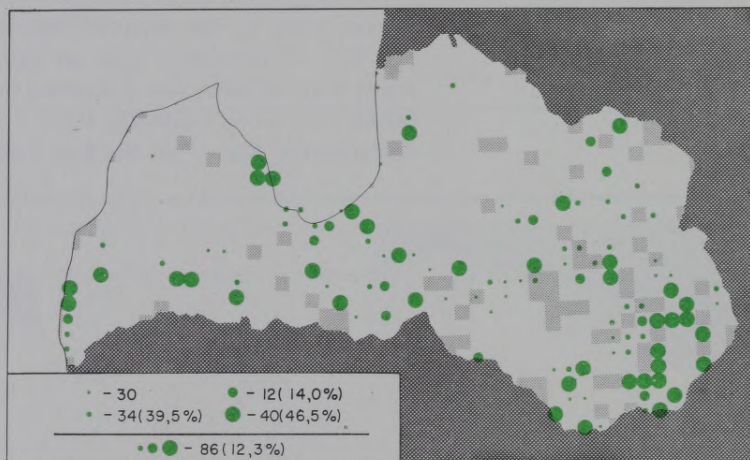 - 30 - 12(14,0%)
- 34(39,5%) - 40(46,5%)
- 86(12,3%)